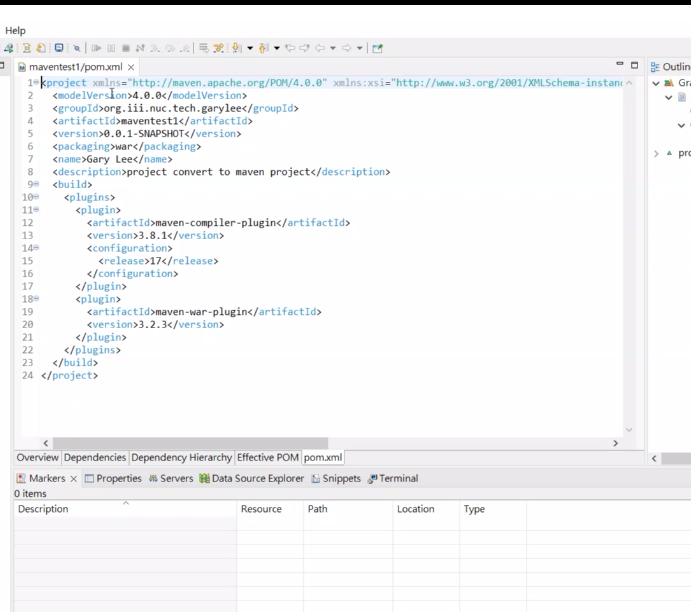 Help
maventest1/pom.xml
Outlin
1 <project xmlns="http://maven.apache.org/POM/4.0.0" xmlns:xsi="http://www.w3.org/2001/XMLSchema-instanc
2 <modelVersion>4.0.0</modelVersion>
3 <groupId>org.iii.nuc.tech.garylee</groupId>
4 <artifactId>maventest1</artifactId>
5 <version>0.0.1-SNAPSHOT</version>
6 <packaging>war</packaging>
7 <name>Gary Lee</name>
8 <description>project convert to maven project</description>
9 <build>
10 <plugins>
11 <plugin>
12 <artifactId>maven-compiler-plugin</artifactId>
13 <version>3.8.1</version>
14 <configuration>
15 <release>17</release>
16 </configuration>
17 </plugin>
18 <plugin>
19 <artifactId>maven-war-plugin</artifactId>
20 <version>3.2.3</version>
21 </plugin>
22 </plugins>
23 </build>
24 </project>
Gra
pro
Overview Dependencies Dependency Hierarchy Effective POM pom.xml
Markers Properties Servers Data Source Explorer Snippets Terminal
0 items
Description Resource Path Location Type